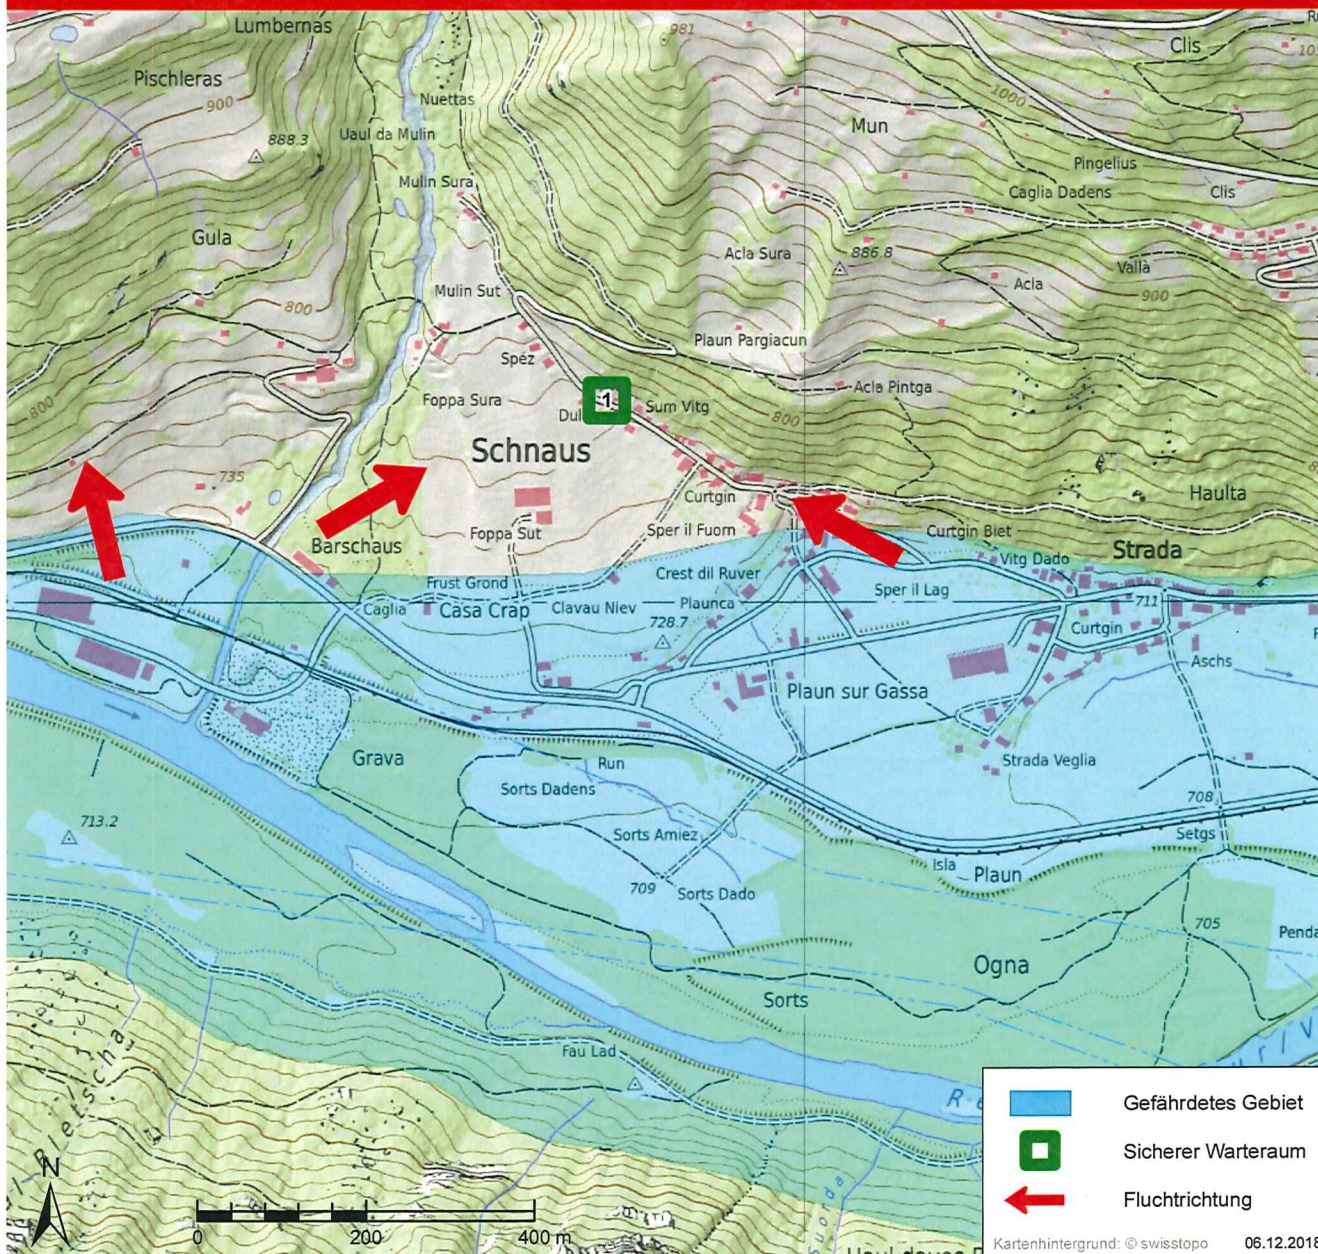 Lumbernas
981
Clis
Pischleras
900
Nuettas
1000
Uaul da Mulin
Mun
888.3
Pingelius
Mulin Sura
Caglia Dadens
Clis
Gula
Acla Sura
886.8
Vallà
Mulin Sut
Acla
900
800
Plaun Pargiacun
Spéz
Acla Pintga
Foppa Sura
1
Sum Vitg
800
800
Schnaus
735
Curtgin
Haulta
Foppa Sut
Sper il Fuorn
Curtgin Biet
Barschaus
Strada
Vitg Dado
Frust Grond
Crest dil Ruver
Sper il Lag
Caglia
Casa Crap
Clavau Niev
Plaunca
711
728.7
Curtgin
Aschs
Plaun sur Gassa
Grava
Run
Strada Veglia
Sorts Dadens
708
713.2
Sorts Amiez
Setgs
Isla
Plaun
709
Sorts Dado
705
Ogna
Sorts
Fau Lad
N
0
200
400 m
Gefährdetes Gebiet
Sicherer Warteraum
Fluchtrichtung
Kartenhintergrund: © swisstopo
06.12.2018